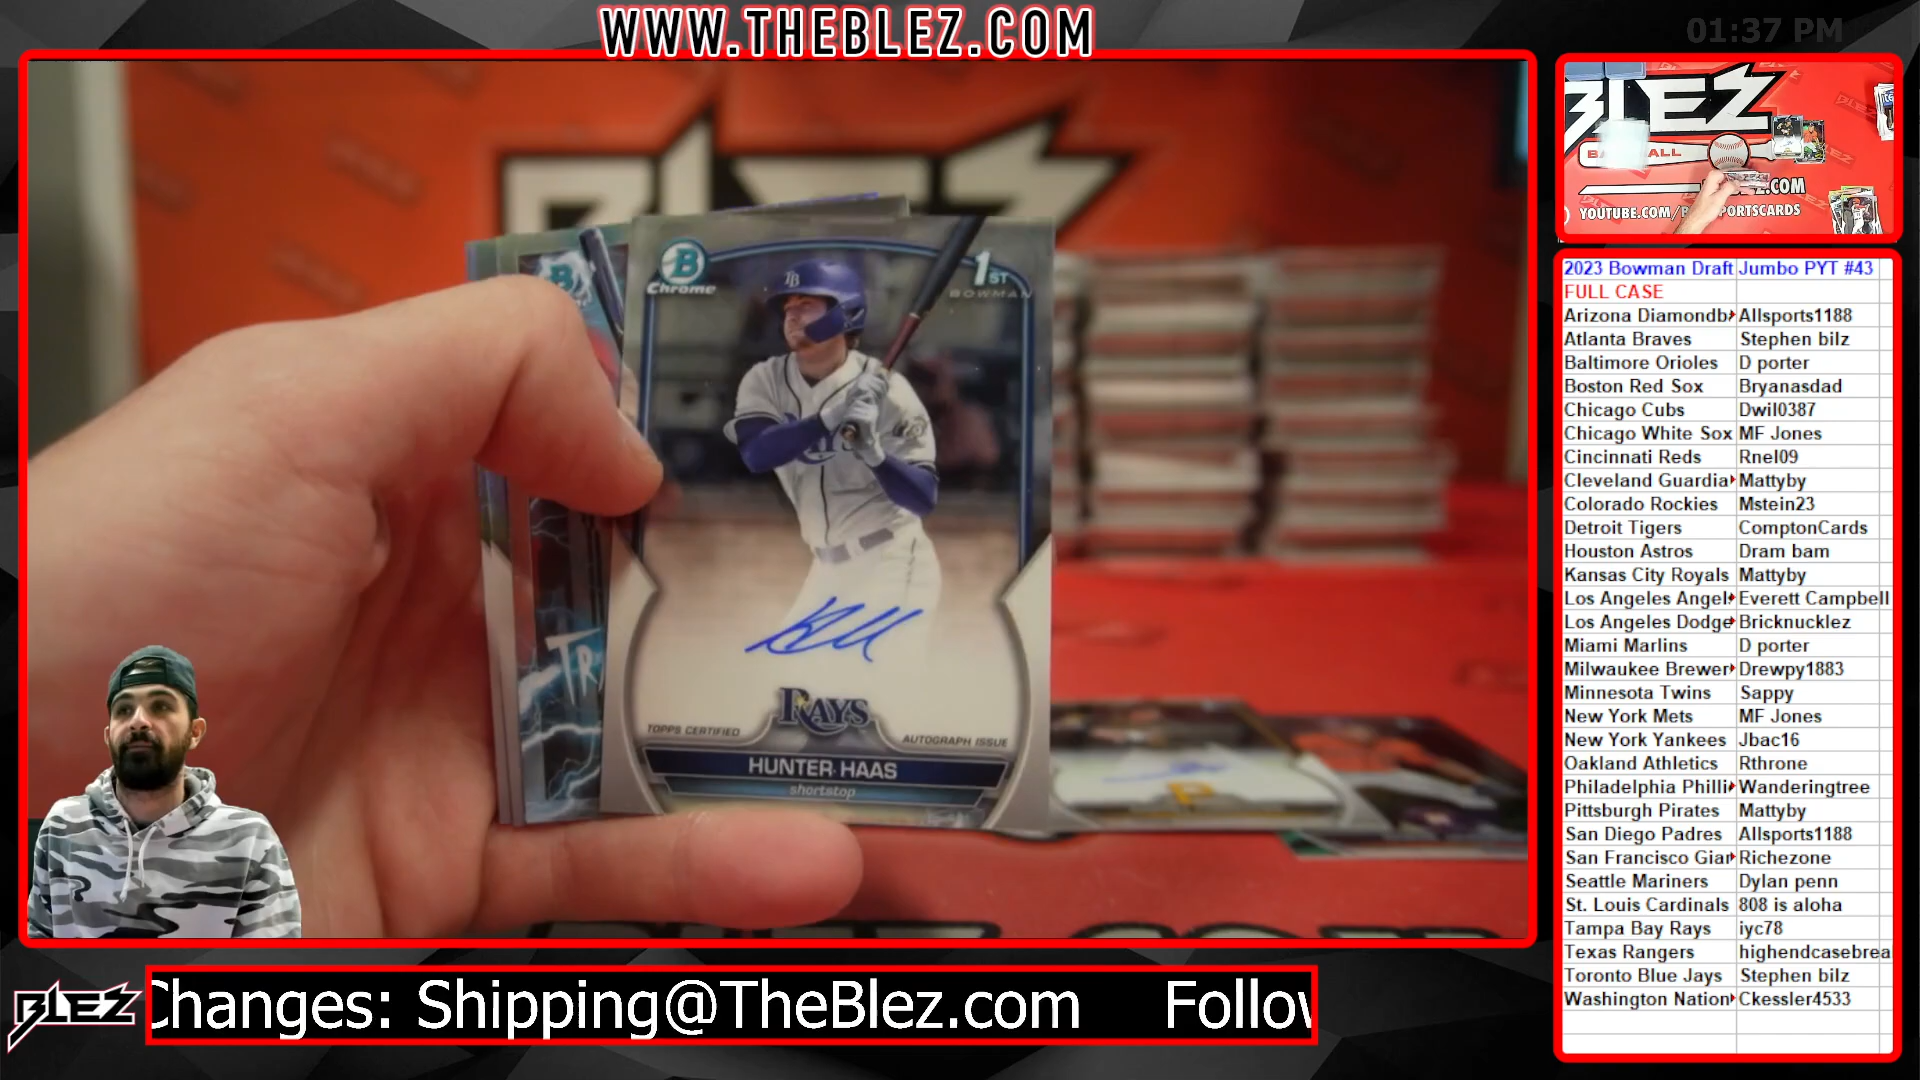 WWW.THEBLEZ.COM
01:37 PM
BLEZ
B
Chrome
1ST
BOWMAN
TR
RAYS
TOPPS CERTIFIED
AUTOGRAPH ISSUE
HUNTER HAAS
shortstop
BLEZ
YOUTUBE.COM/
2023 Bowman Draft Jumbo PYT #43
FULL CASE
Arizona Diamondb Allsports1188
Atlanta Braves Stephen bilz
Baltimore Orioles D porter
Boston Red Sox Bryanasdad
Chicago Cubs Dwil0387
Chicago White Sox MF Jones
Cincinnati Reds Rnel09
Cleveland Guardia Mattyby
Colorado Rockies Mstein23
Detroit Tigers ComptonCards
Houston Astros Dram bam
Kansas City Royals Mattyby
Los Angeles Angel Everett Campbell
Los Angeles Dodge Bricknucklez
Miami Marlins D porter
Milwaukee Brewer Drewpy1883
Minnesota Twins Sappy
New York Mets MF Jones
New York Yankees Jbac16
Oakland Athletics Rthrone
Philadelphia Philli Wanderingtree
Pittsburgh Pirates Mattyby
San Diego Padres Allsports1188
San Francisco Giar Richezone
Seattle Mariners Dylan penn
St. Louis Cardinals 808 is aloha
Tampa Bay Rays iyc78
Texas Rangers highendcasebrea
Toronto Blue Jays Stephen bilz
Washington Nation Ckessler4533
BLEZ
Changes: Shipping@TheBlez.com Follow